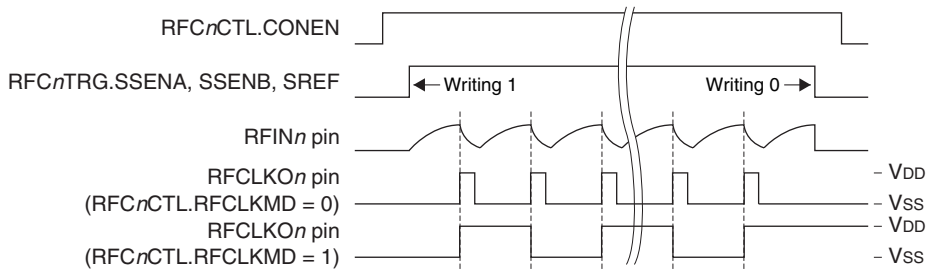 RFCnCTL.CONEN
RFCnTRG.SSENA, SSENB, SREF
Writing 1
Writing 0
RFINn pin
RFCLKOn pin
(RFCnCTL.RFCLKMD = 0)
VDD
VSS
RFCLKOn pin
(RFCnCTL.RFCLKMD = 1)
VDD
VSS